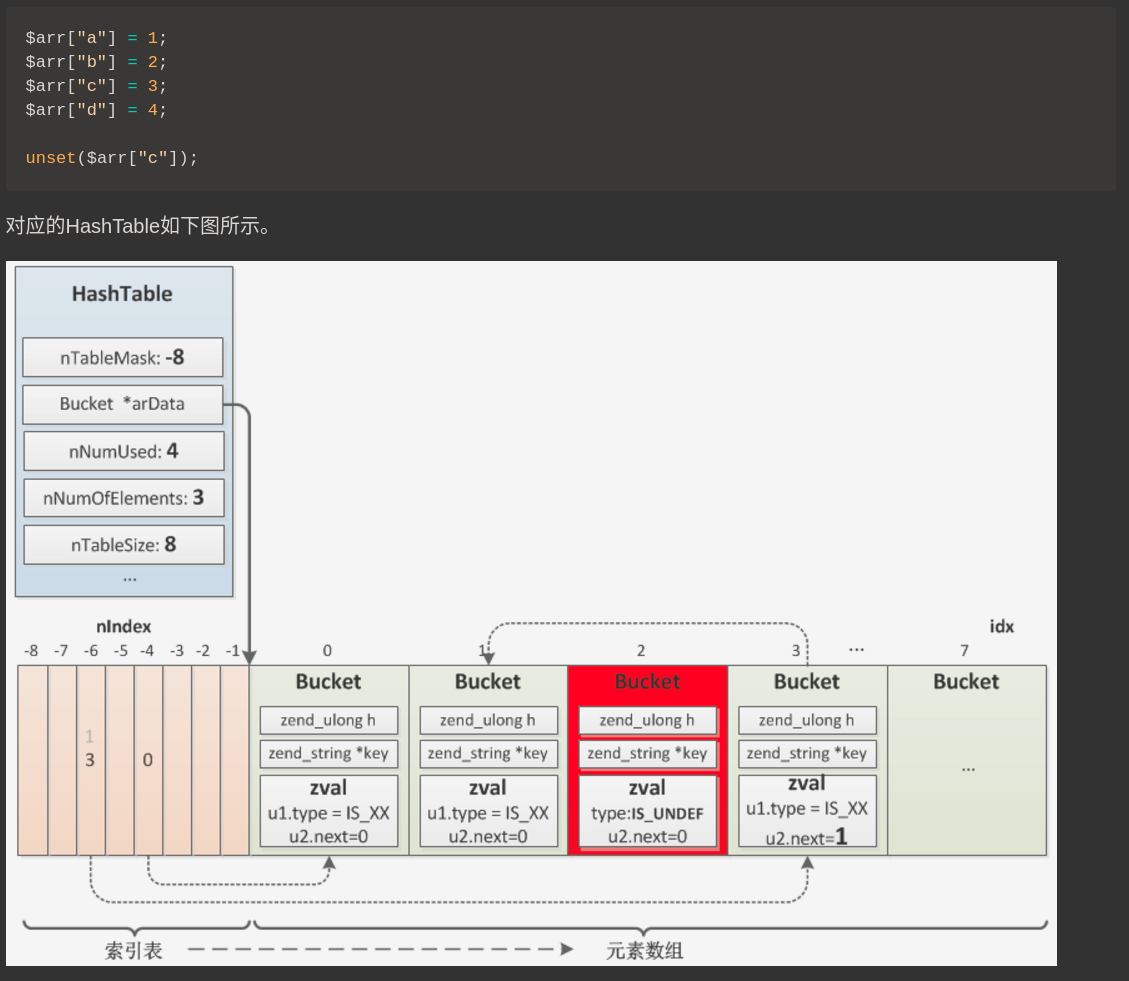 $arr["a"] = 1;
$arr["b"] = 2;
$arr["c"] = 3;
$arr["d"] = 4;
unset($arr["c"]);
对应的HashTable如下图所示。
HashTable
nTableMask: -8
Bucket *arData
nNumUsed: 4
nNumOfElements: 3
nTableSize: 8
...
nIndex
idx
-8 -7 -6 -5 -4 -3 -2 -1 0 1 2 3 ... 7
Bucket Bucket Bucket Bucket Bucket
zend_ulong h zend_ulong h zend_ulong h zend_ulong h
1
3 0
zend_string *key zend_string *key zend_string *key zend_string *key
...
zval zval zval zval
u1.type = IS_XX u1.type = IS_XX type:IS_UNDEF u1.type = IS_XX
u2.next=0 u2.next=0 u2.next=0 u2.next=1
索引表 元素数组